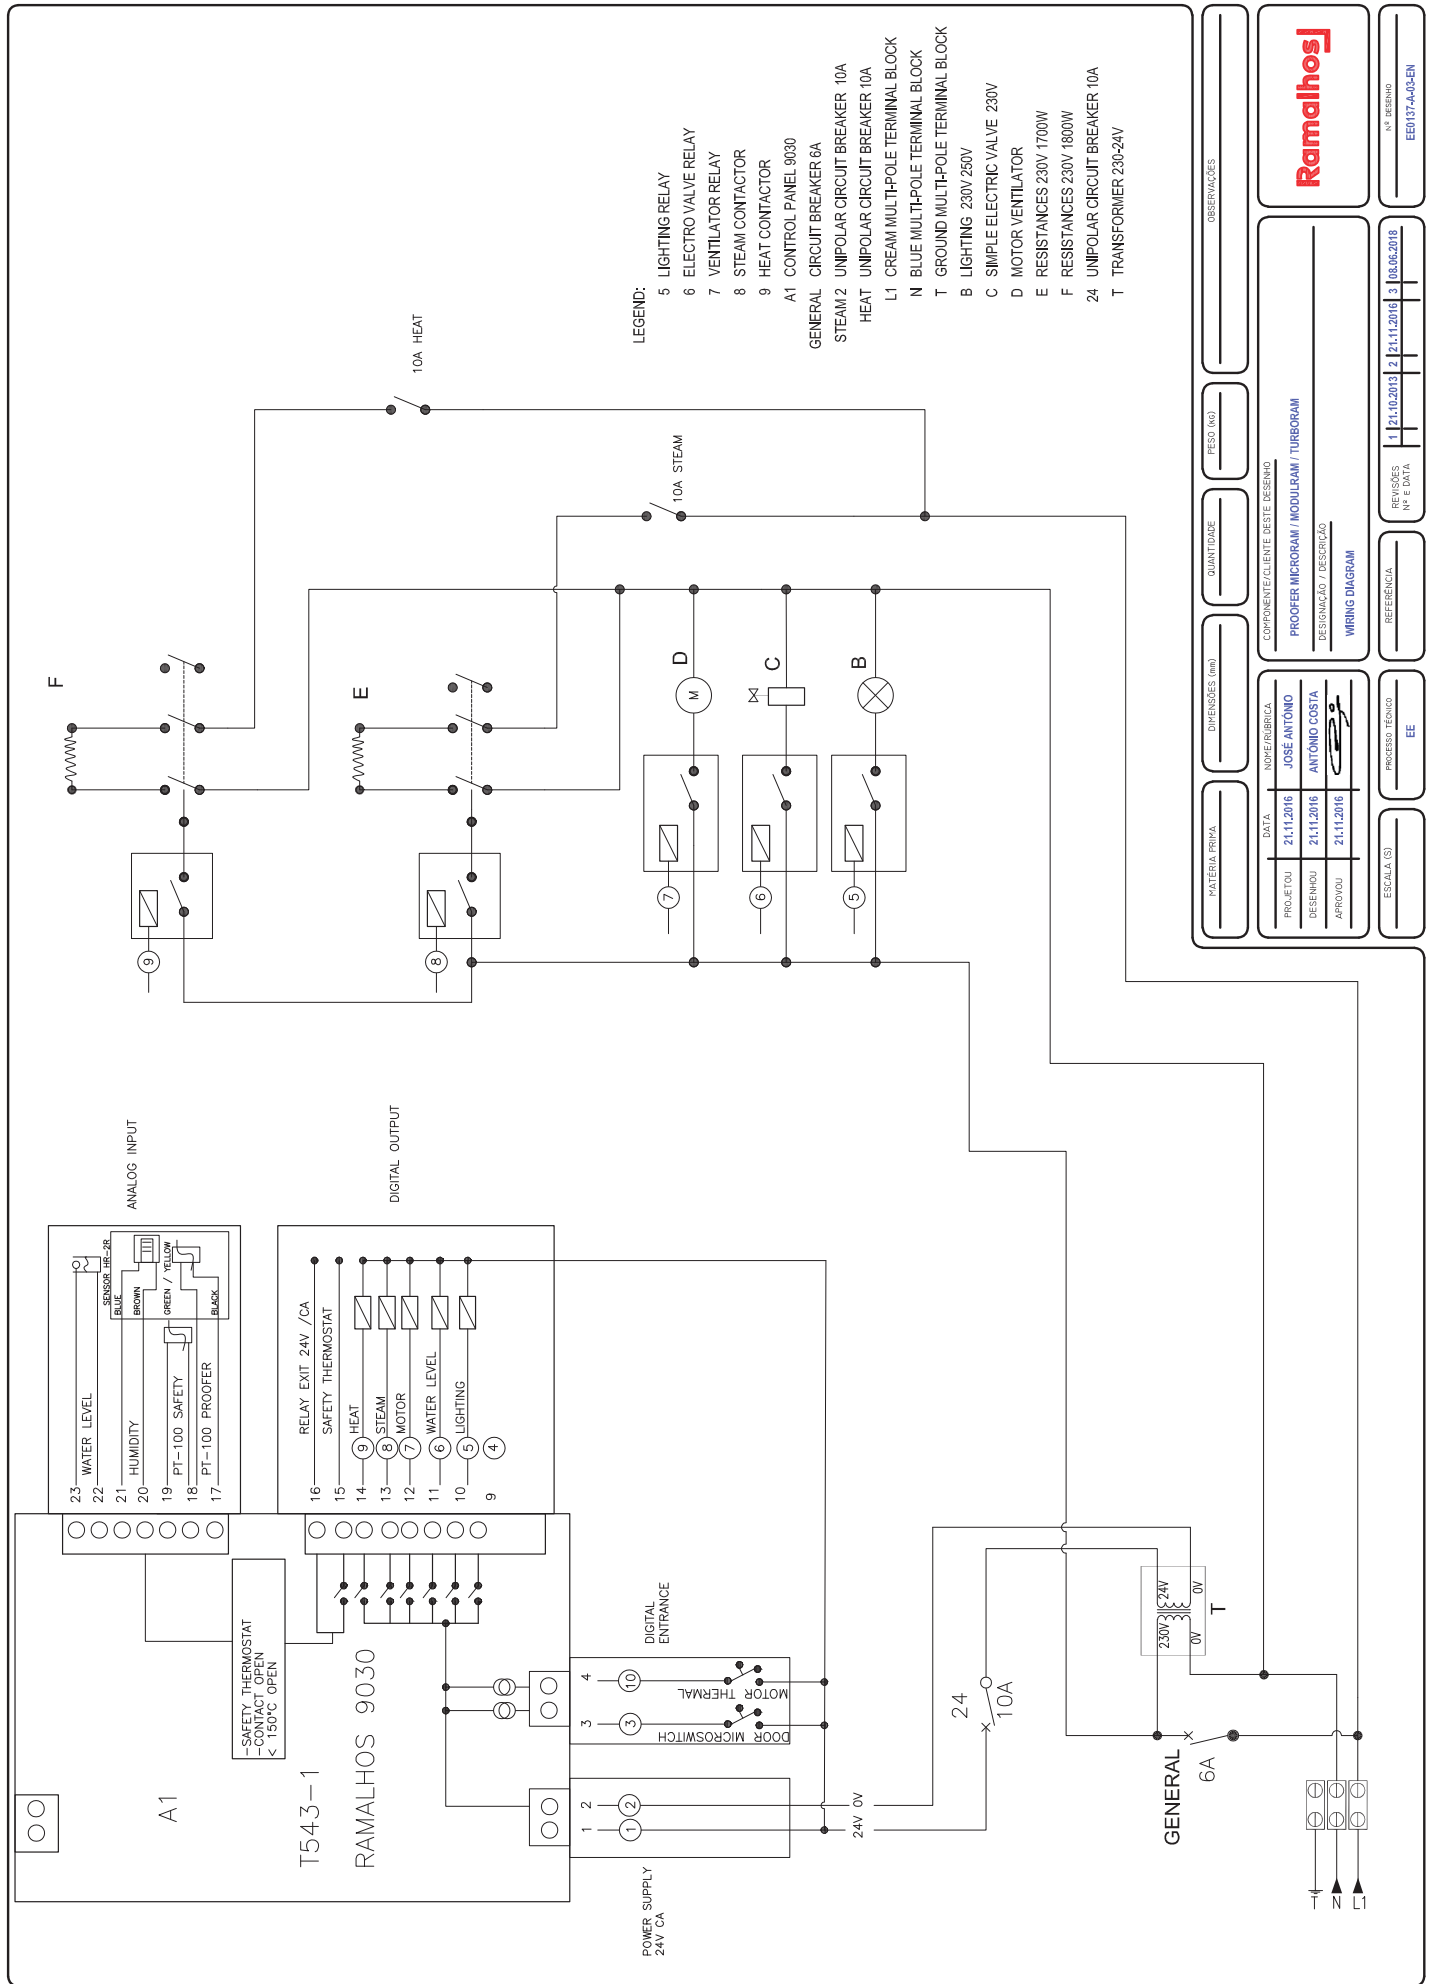 ANALOG INPUT
23
WATER LEVEL
22
21
HUMIDITY
20
19
PT-100 SAFETY
18
PT-100 PROOFER
17
SENSOR HR-2R
BLUE
BROWN
GREEN / YELLOW
BLACK
DIGITAL OUTPUT
16
RELAY EXIT 24V /CA
15
SAFETY THERMOSTAT
14
9
HEAT
13
8
STEAM
12
7
MOTOR
11
6
WATER LEVEL
10
5
LIGHTING
9
4
-SAFETY THERMOSTAT
-CONTACT OPEN
< 150°C OPEN
A1
T543-1
RAMALHOS 9030
DIGITAL
ENTRANCE
4
10
MOTOR THERMAL
3
3
DOOR MICROSWITCH
2
2
1
1
POWER SUPPLY
24V CA
24V 0V
24
10A
GENERAL
6A
230V
24V
0V
0V
T
T
N
L1
F
9
E
8
D
M
7
C
6
B
5
10A HEAT
10A STEAM
LEGEND:
5 LIGHTING RELAY
6 ELECTRO VALVE RELAY
7 VENTILATOR RELAY
8 STEAM CONTACTOR
9 HEAT CONTACTOR
A1 CONTROL PANEL 9030
GENERAL CIRCUIT BREAKER 6A
STEAM 2 UNIPOLAR CIRCUIT BREAKER 10A
HEAT UNIPOLAR CIRCUIT BREAKER 10A
L1 CREAM MULTI-POLE TERMINAL BLOCK
N BLUE MULTI-POLE TERMINAL BLOCK
T GROUND MULTI-POLE TERMINAL BLOCK
B LIGHTING 230V 250V
C SIMPLE ELECTRIC VALVE 230V
D MOTOR VENTILATOR
E RESISTANCES 230V 1700W
F RESISTANCES 230V 1800W
24 UNIPOLAR CIRCUIT BREAKER 10A
T TRANSFORMER 230-24V
MATÉRIA PRIMA
DIMENSÕES (mm)
QUANTIDADE
PESO (KG)
OBSERVAÇÕES
DATA
NOME/RÚBRICA
PROJETOU 21.11.2016 JOSÉ ANTÓNIO
DESENHOU 21.11.2016 ANTÓNIO COSTA
APROVOU 21.11.2016
COMPONENTE/CLIENTE DESTE DESENHO
PROOFER MICRORAM / MODULRAM / TURBORAM
DESIGNAÇÃO / DESCRIÇÃO
WIRING DIAGRAM
Ramalhos
ESCALA (S)
PROCESSO TÉCNICO
EE
REFERÊNCIA
REVISÕES
Nº E DATA
1 21.10.2013 2 21.11.2016 3 08.06.2018
Nº DESENHO
EE0137-A-03-EN